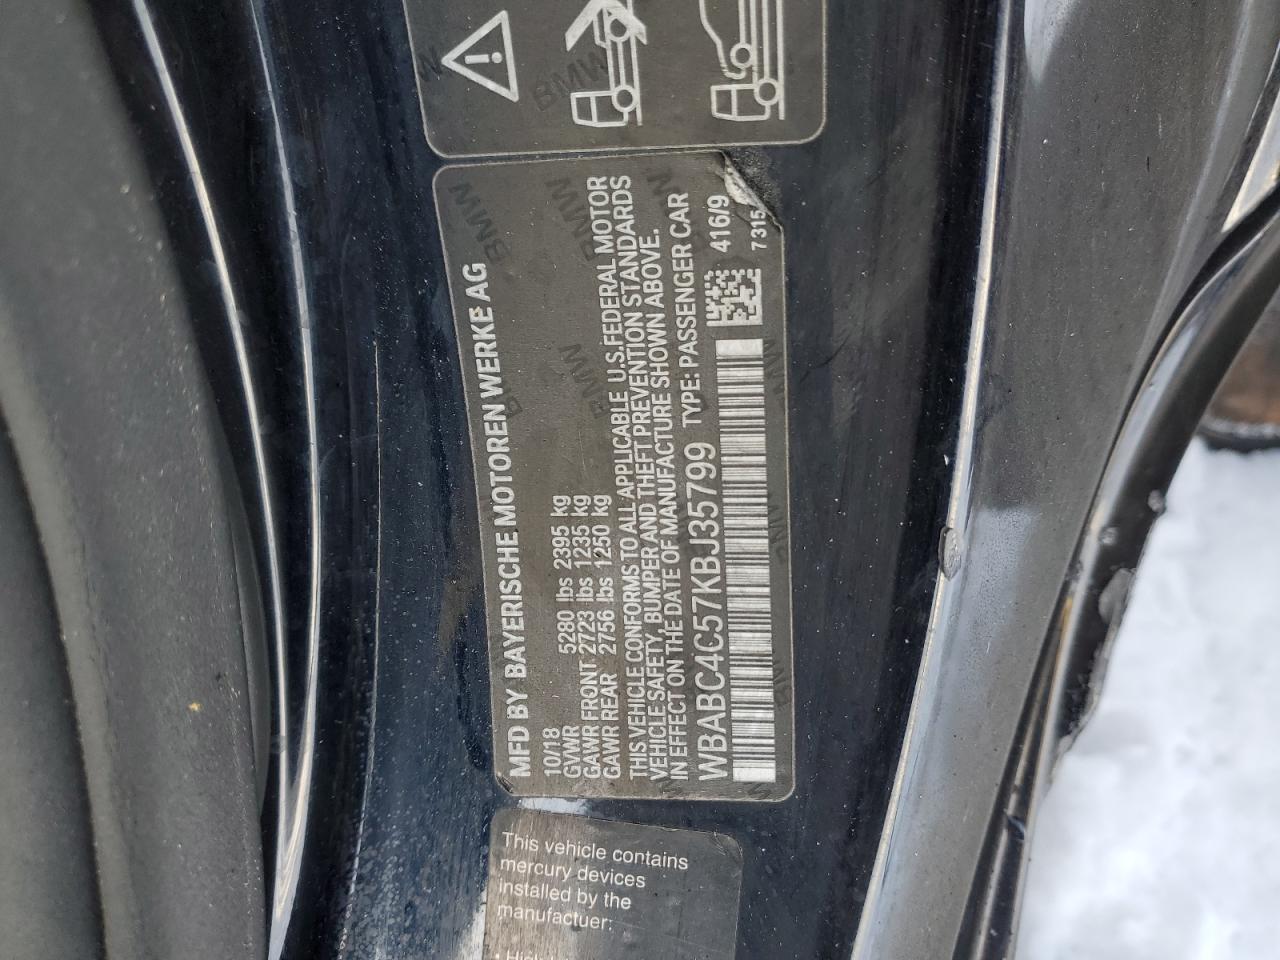 MFD BY BAYERISCHE MOTOREN WERKE AG
10/18
GVWR 5280 lbs 2395 kg
GAWR FRONT 2723 lbs 1235 kg
GAWR REAR 2756 lbs 1250 kg
THIS VEHICLE CONFORMS TO ALL APPLICABLE U.S.FEDERAL MOTOR
VEHICLE SAFETY, BUMPER AND THEFT PREVENTION STANDARDS
IN EFFECT ON THE DATE OF MANUFACTURE SHOWN ABOVE.
WBABC4C57KBJ35799 TYPE: PASSENGER CAR
416/9
7315
This vehicle contains
mercury devices
installed by the
manufactuer: